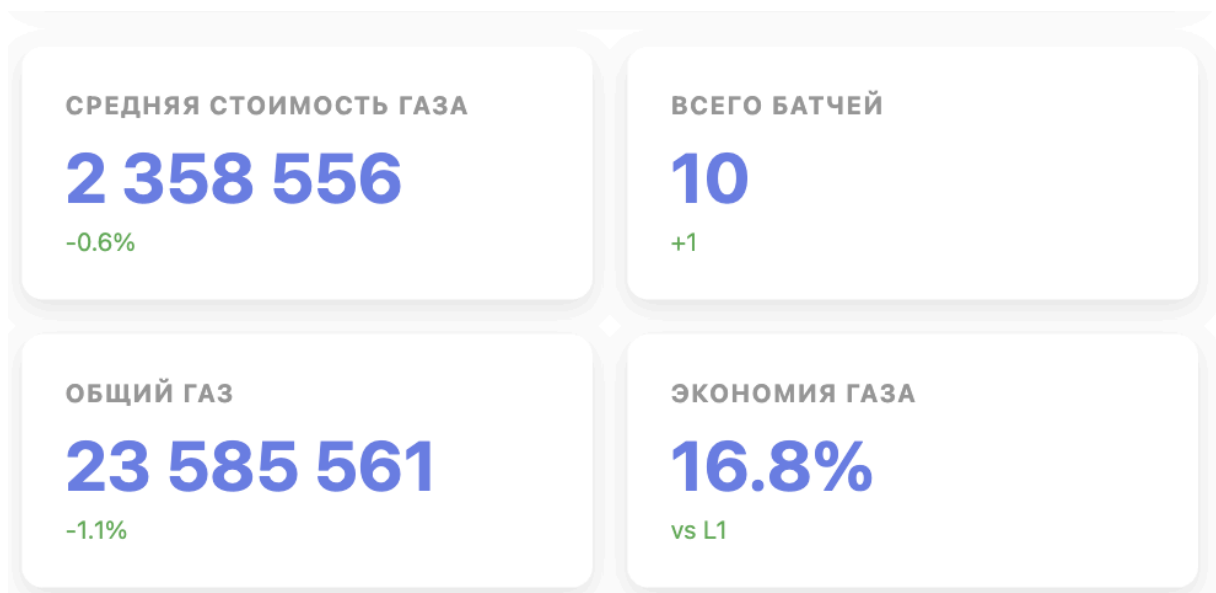 СРЕДНЯЯ СТОИМОСТЬ ГАЗА
2 358 556
-0.6%
ВСЕГО БАТЧЕЙ
10
+1
ОБЩИЙ ГАЗ
23 585 561
-1.1%
ЭКОНОМИЯ ГАЗА
16.8%
vs L1